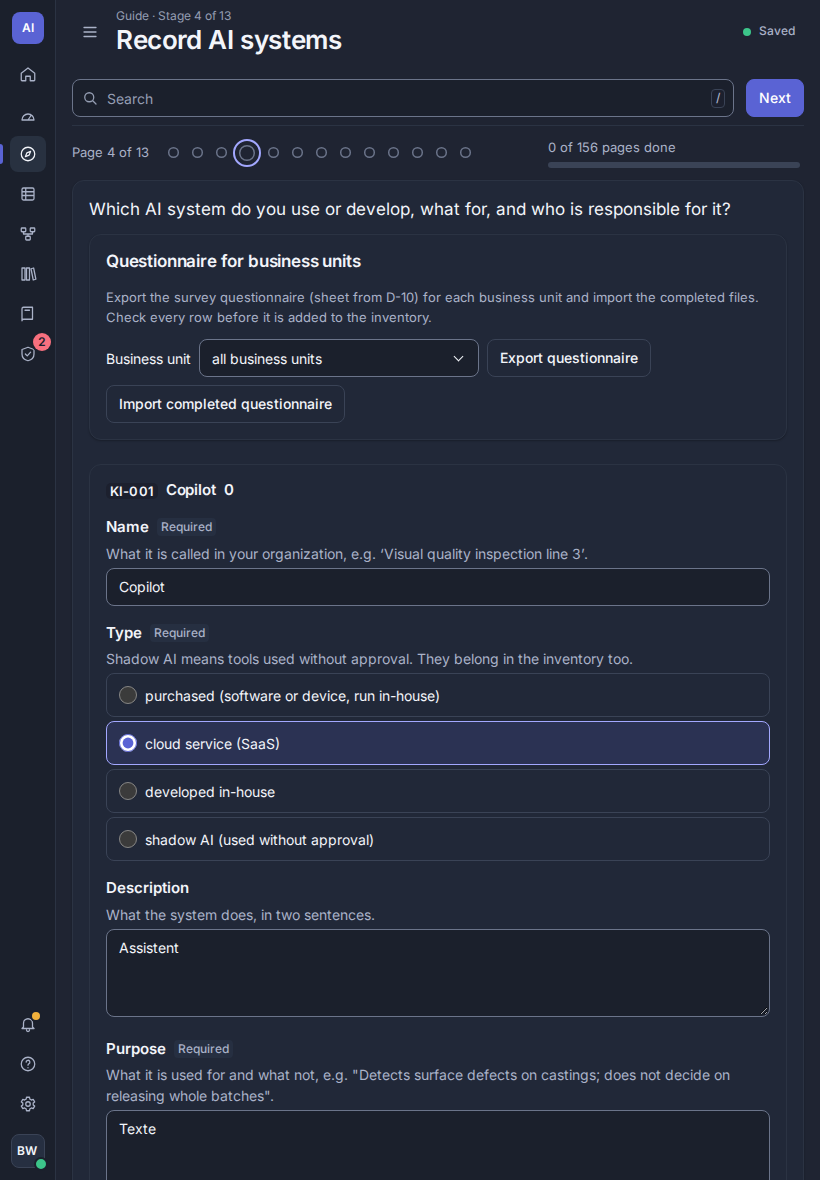 AI
Guide · Stage 4 of 13
Record AI systems
Saved
Search
/
Next
Page 4 of 13
0 of 156 pages done
Which AI system do you use or develop, what for, and who is responsible for it?
Questionnaire for business units
Export the survey questionnaire (sheet from D-10) for each business unit and import the completed files.
Check every row before it is added to the inventory.
Business unit
all business units
Export questionnaire
Import completed questionnaire
2
KI-001 Copilot 0
Name Required
What it is called in your organization, e.g. ‘Visual quality inspection line 3’.
Copilot
Type Required
Shadow AI means tools used without approval. They belong in the inventory too.
purchased (software or device, run in-house)
cloud service (SaaS)
developed in-house
shadow AI (used without approval)
Description
What the system does, in two sentences.
Assistent
Purpose Required
What it is used for and what not, e.g. "Detects surface defects on castings; does not decide on
releasing whole batches".
Texte
BW